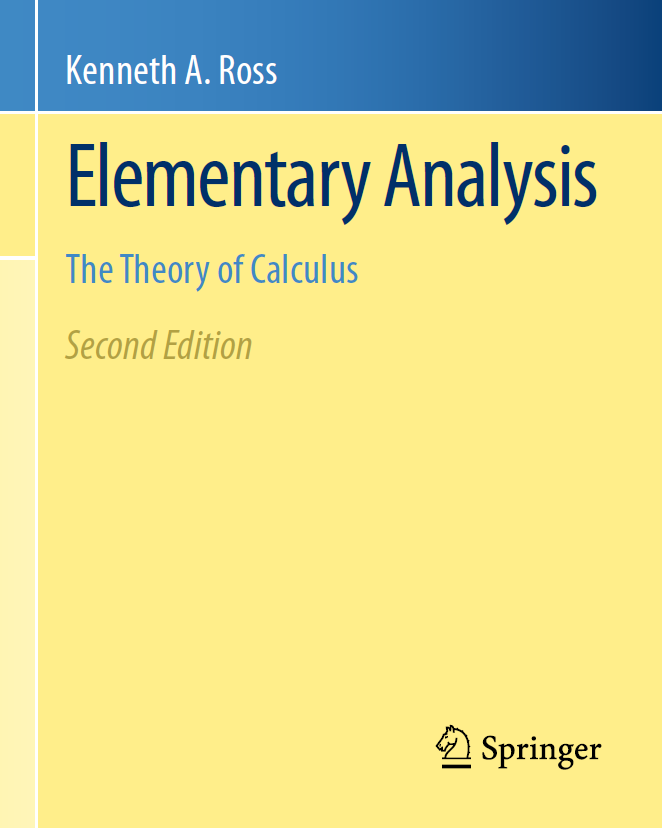 Kenneth A. Ross
Elementary Analysis
The Theory of Calculus
Second Edition
Springer